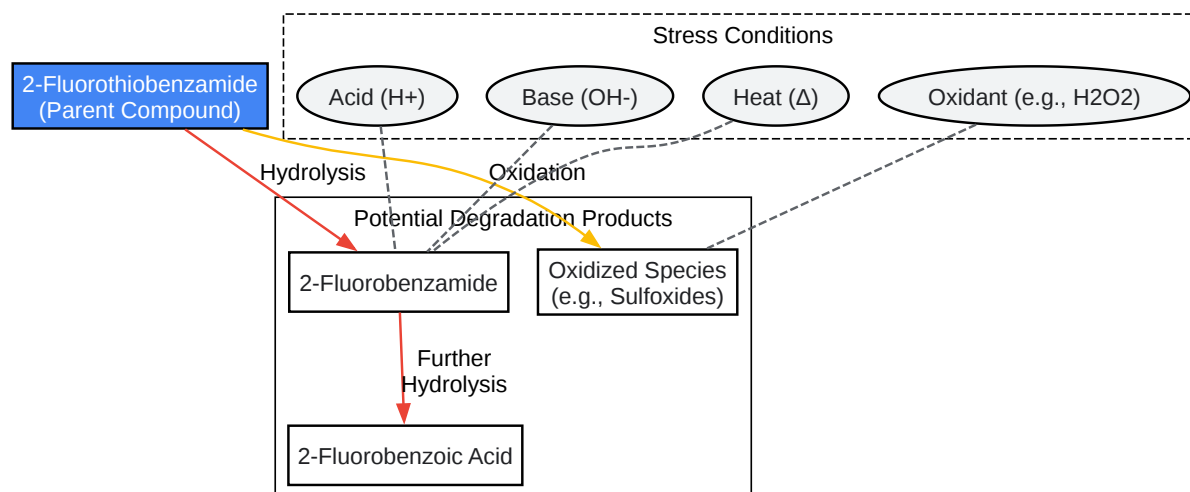 Stress Conditions
2-Fluorothiobenzamide
(Parent Compound)
Acid (H+)
Base (OH-)
Heat (Δ)
Oxidant (e.g., H2O2)
Hydrolysis
Oxidation
Potential Degradation Products
2-Fluorobenzamide
Oxidized Species
(e.g., Sulfoxides)
Further
Hydrolysis
2-Fluorobenzoic Acid